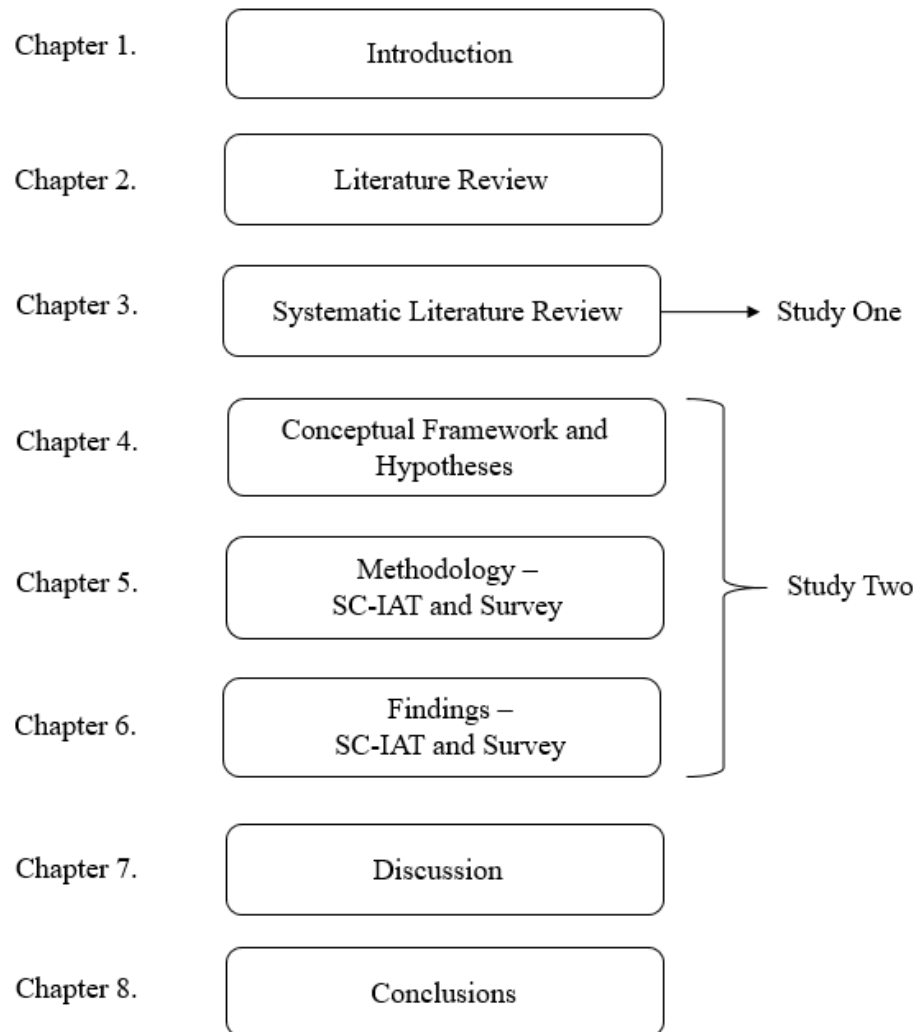 Chapter 1.
Introduction
Chapter 2.
Literature Review
Chapter 3.
Systematic Literature Review
Study One
Chapter 4.
Conceptual Framework and
Hypotheses
Chapter 5.
Methodology –
SC-IAT and Survey
Study Two
Chapter 6.
Findings –
SC-IAT and Survey
Chapter 7.
Discussion
Chapter 8.
Conclusions